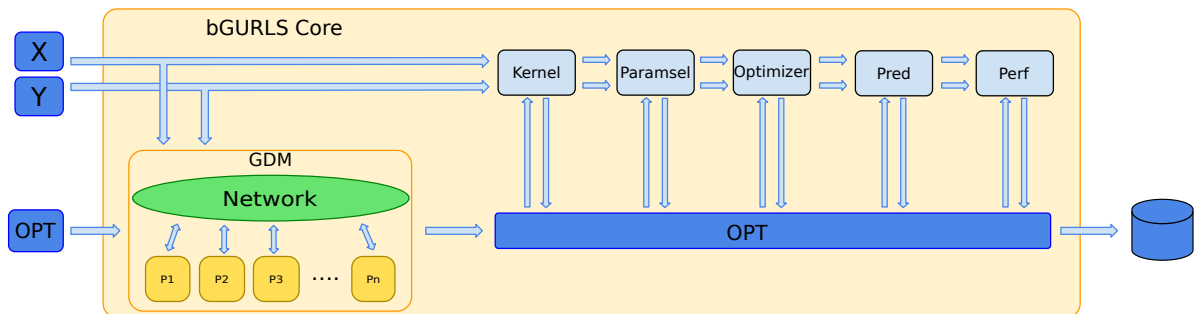 bGURLS Core
X
Y
Kernel
Paramsel
Optimizer
Pred
Perf
GDM
Network
OPT
OPT
P1
P2
P3
....
Pn